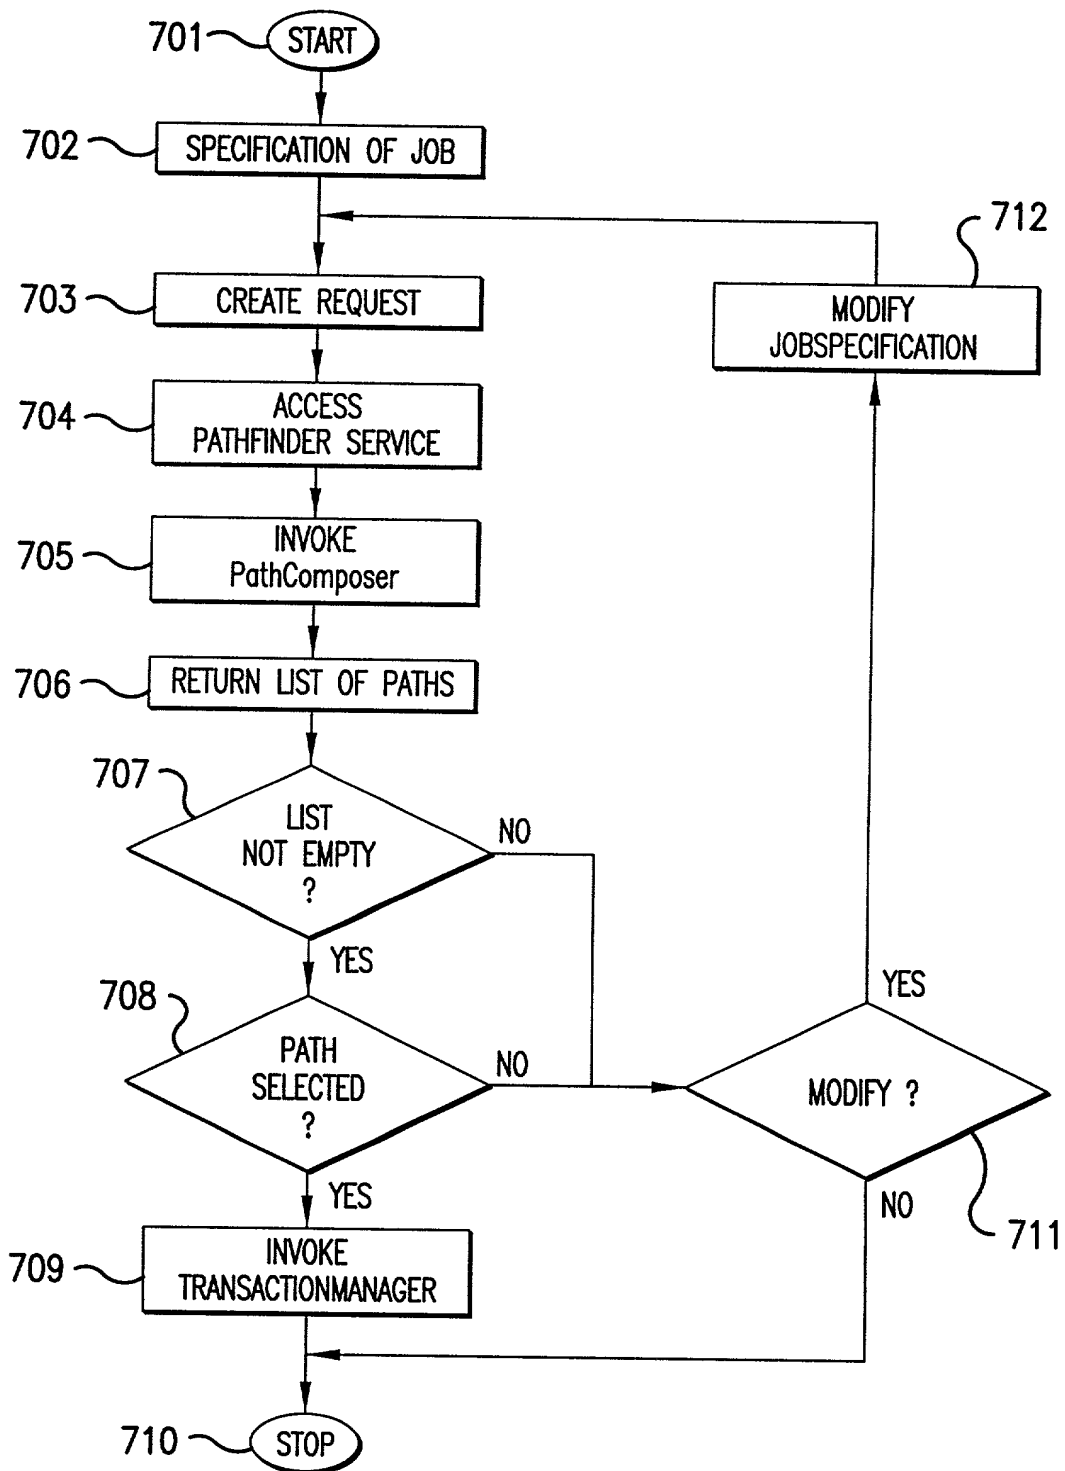 701
START
702
SPECIFICATION OF JOB
712
703
CREATE REQUEST
MODIFY
JOBSPECIFICATION
704
ACCESS
PATHFINDER SERVICE
705
INVOKE
PathComposer
706
RETURN LIST OF PATHS
707
LIST
NOT EMPTY
?
NO
YES
708
PATH
SELECTED
?
NO
YES
MODIFY ?
YES
NO
711
709
INVOKE
TRANSACTIONMANAGER
710
STOP